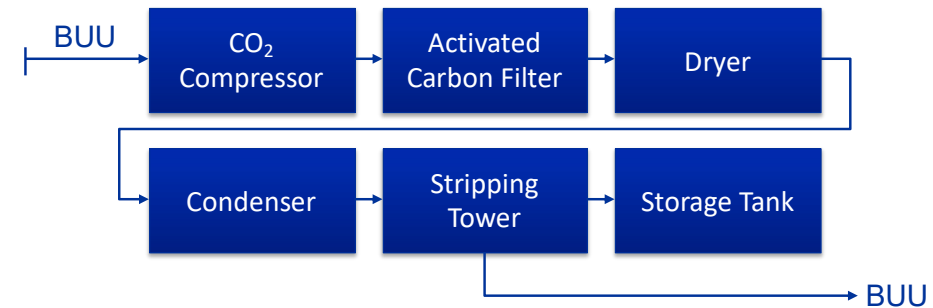 BUU
CO₂
Compressor
Activated
Carbon Filter
Dryer
Condenser
Stripping
Tower
Storage Tank
BUU